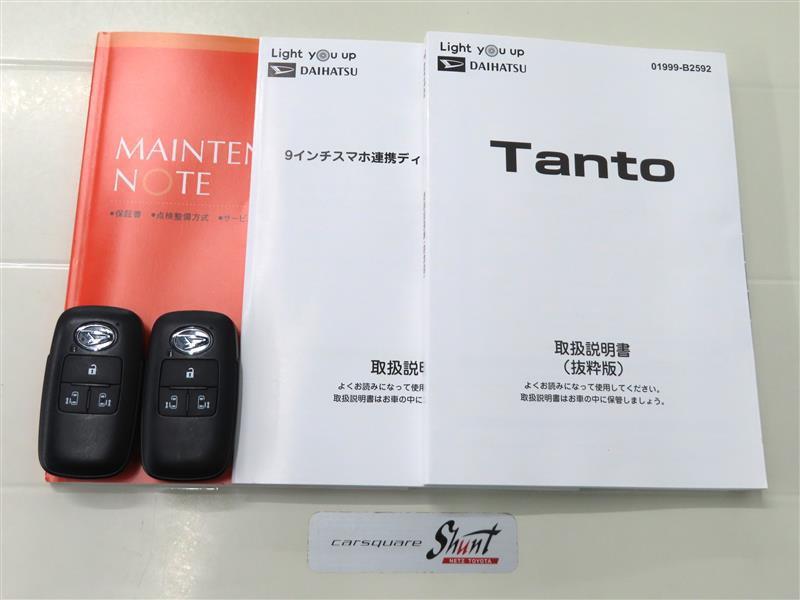 MAINTEN
NOTE
●保証書 ●点検整備方式 ●サービ
Light you up
DAIHATSU
9インチスマホ連携ディ
取扱説明
よくお読みになって使用
取扱説明書はお車の中に
Light you up
DAIHATSU
01999-B2592
Tanto
取扱説明書
（抜粋版）
よくお読みになって使用してください。
取扱説明書はお車の中に保管しましょう。
carsquare Shunt
NETZ TOYOTA